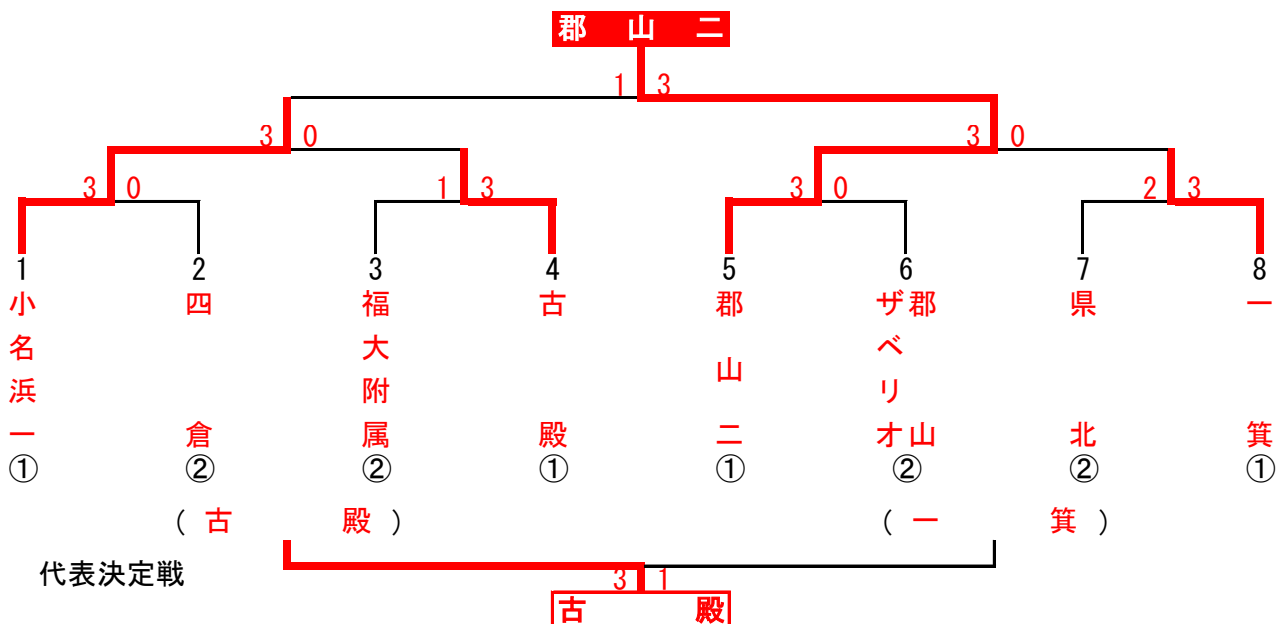 郡山二
1 3
3 0 3 0
3 0 1 3 3 0 2 3
1 2 3 4 5 6 7 8
小名浜一
四倉
福大附属
古殿
郡山二
郡山
ザベリオ
県北
一箕
① ② ② ① ① ② ② ①
(古殿) (一箕)
代表決定戦
3 1
古殿